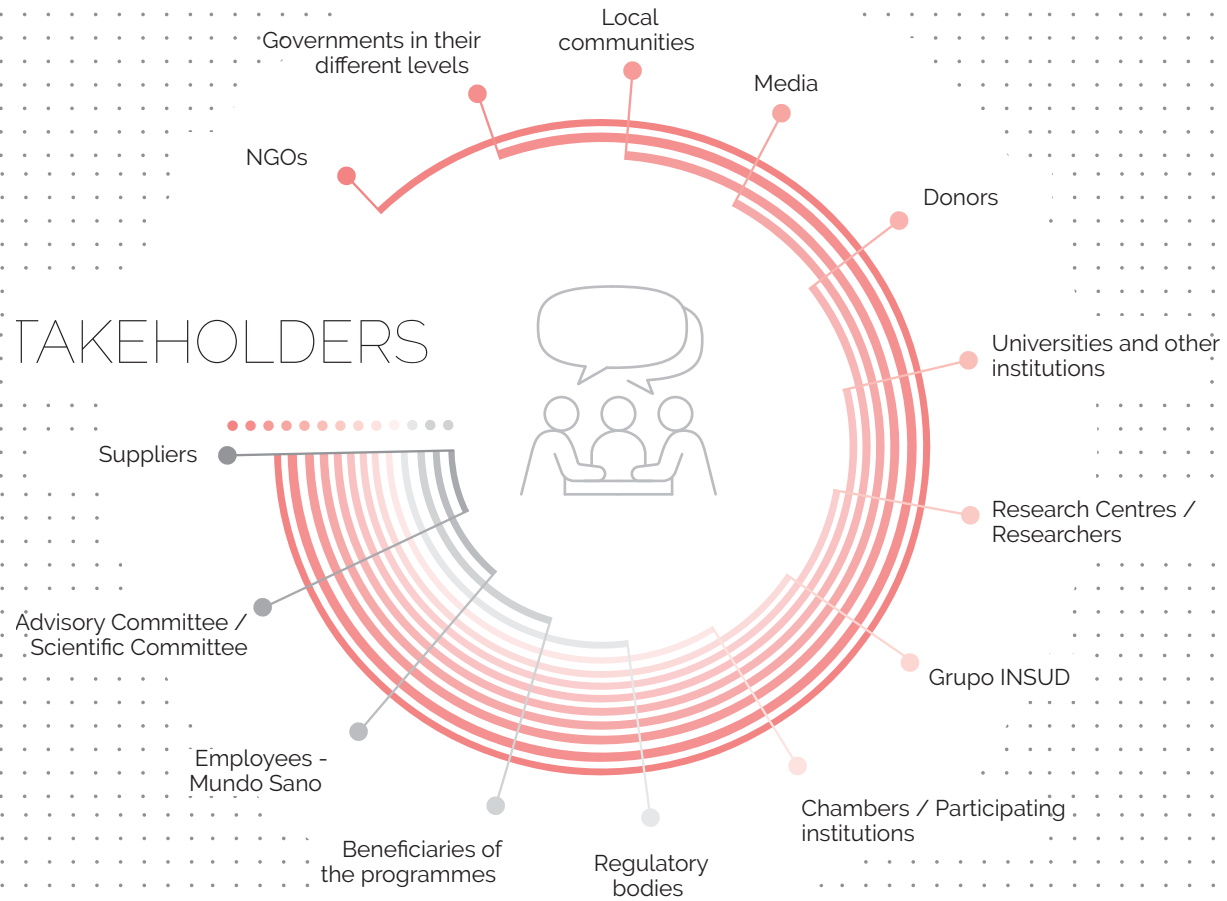 Local
communities
Governments in their
different levels
Media
NGOs
Donors
TAKEHOLDERS
Universities and other
institutions
Suppliers
Research Centres /
Researchers
Advisory Committee /
Scientific Committee
Grupo INSUD
Employees -
Mundo Sano
Chambers / Participating
institutions
Beneficiaries of
the programmes
Regulatory
bodies